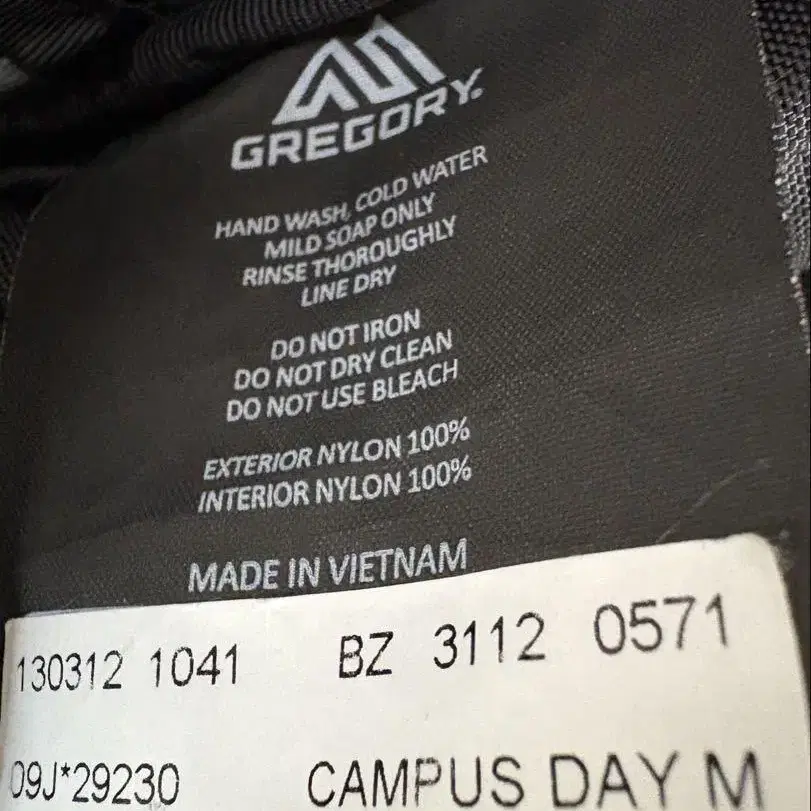 GREGORY.
HAND WASH, COLD WATER
MILD SOAP ONLY
RINSE THOROUGHLY
LINE DRY
DO NOT IRON
DO NOT DRY CLEAN
DO NOT USE BLEACH
EXTERIOR NYLON 100%
INTERIOR NYLON 100%
MADE IN VIETNAM
130312 1041 BZ 3112 0571
09J*29230 CAMPUS DAY M